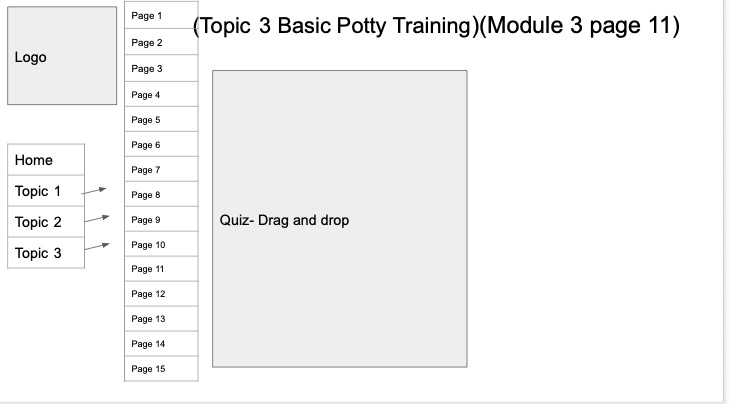 (Topic 3 Basic Potty Training)(Module 3 page 11)
Logo
Home
Topic 1
Topic 2
Topic 3
Page 1
Page 2
Page 3
Page 4
Page 5
Page 6
Page 7
Page 8
Page 9
Page 10
Page 11
Page 12
Page 13
Page 14
Page 15
Quiz- Drag and drop